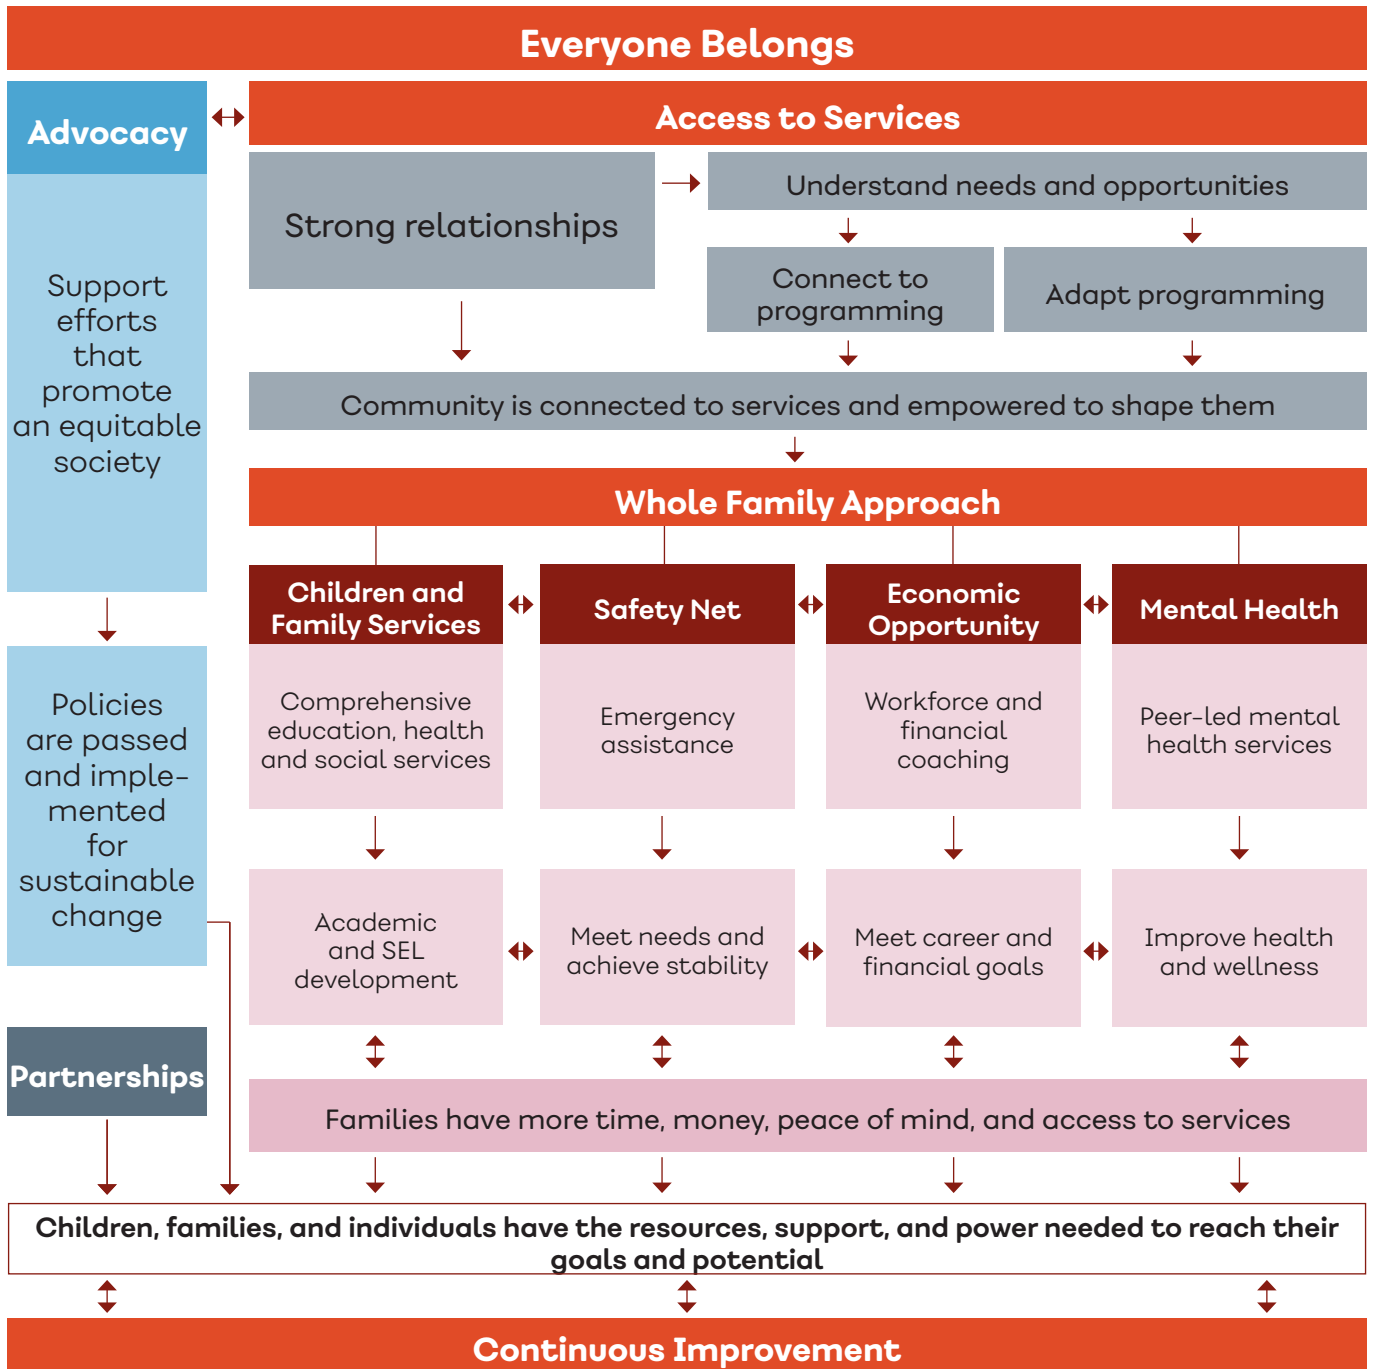 Everyone Belongs
Advocacy
Support
efforts
that
promote
an equitable
society
Policies
are passed
and imple-
mented
for
sustainable
change
Partnerships
Access to Services
Strong relationships
Understand needs and opportunities
Connect to
programming
Adapt programming
Community is connected to services and empowered to shape them
Whole Family Approach
Children and
Family Services
Safety Net
Economic
Opportunity
Mental Health
Comprehensive
education, health
and social services
Emergency
assistance
Workforce and
financial
coaching
Peer-led mental
health services
Academic
and SEL
development
Meet needs and
achieve stability
Meet career and
financial goals
Improve health
and wellness
Families have more time, money, peace of mind, and access to services
Children, families, and individuals have the resources, support, and power needed to reach their
goals and potential
Continuous Improvement